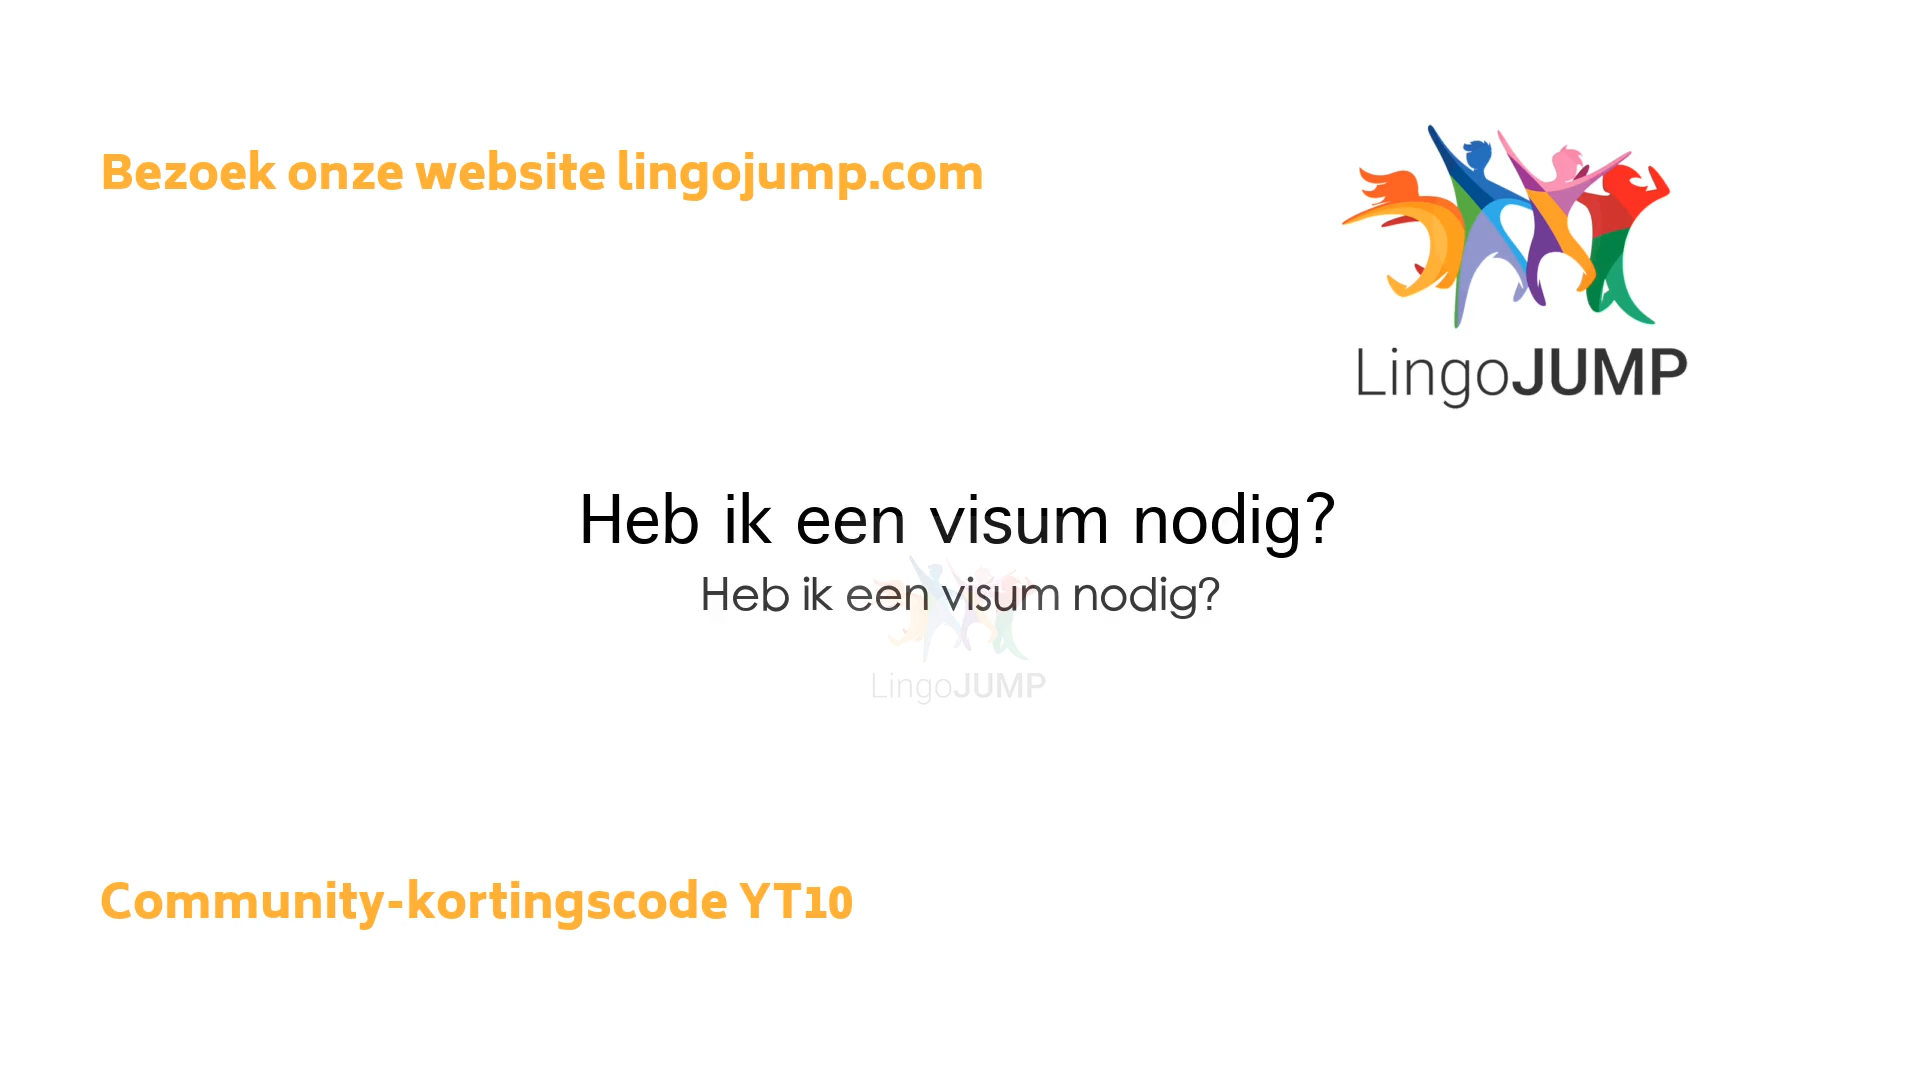 Bezoek onze website lingojump.com
LingoJUMP
Heb ik een visum nodig?
Heb ik een visum nodig?
LingoJUMP
Community-kortingscode YT10